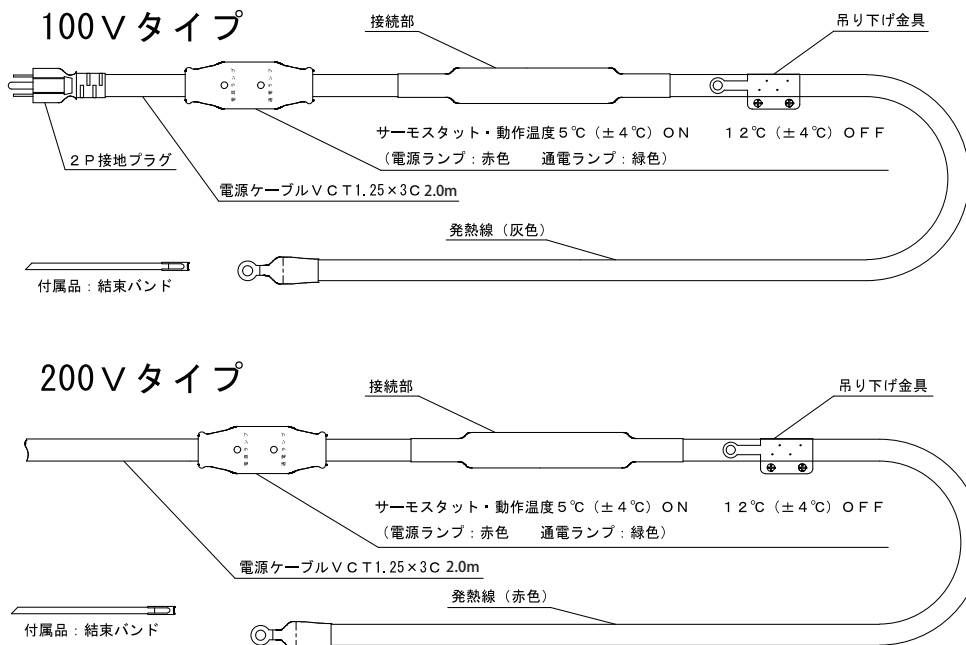 100Vタイプ
接続部
吊り下げ金具
サーモスタット・動作温度5℃(±4℃)ON 12℃(±4℃)OFF
(電源ランプ:赤色 通電ランプ:緑色)
2P接地プラグ
電源ケーブルVCT1.25×3C 2.0m
発熱線(灰色)
付属品:結束バンド
200Vタイプ
接続部
吊り下げ金具
サーモスタット・動作温度5℃(±4℃)ON 12℃(±4℃)OFF
(電源ランプ:赤色 通電ランプ:緑色)
電源ケーブルVCT1.25×3C 2.0m
発熱線(赤色)
付属品:結束バンド